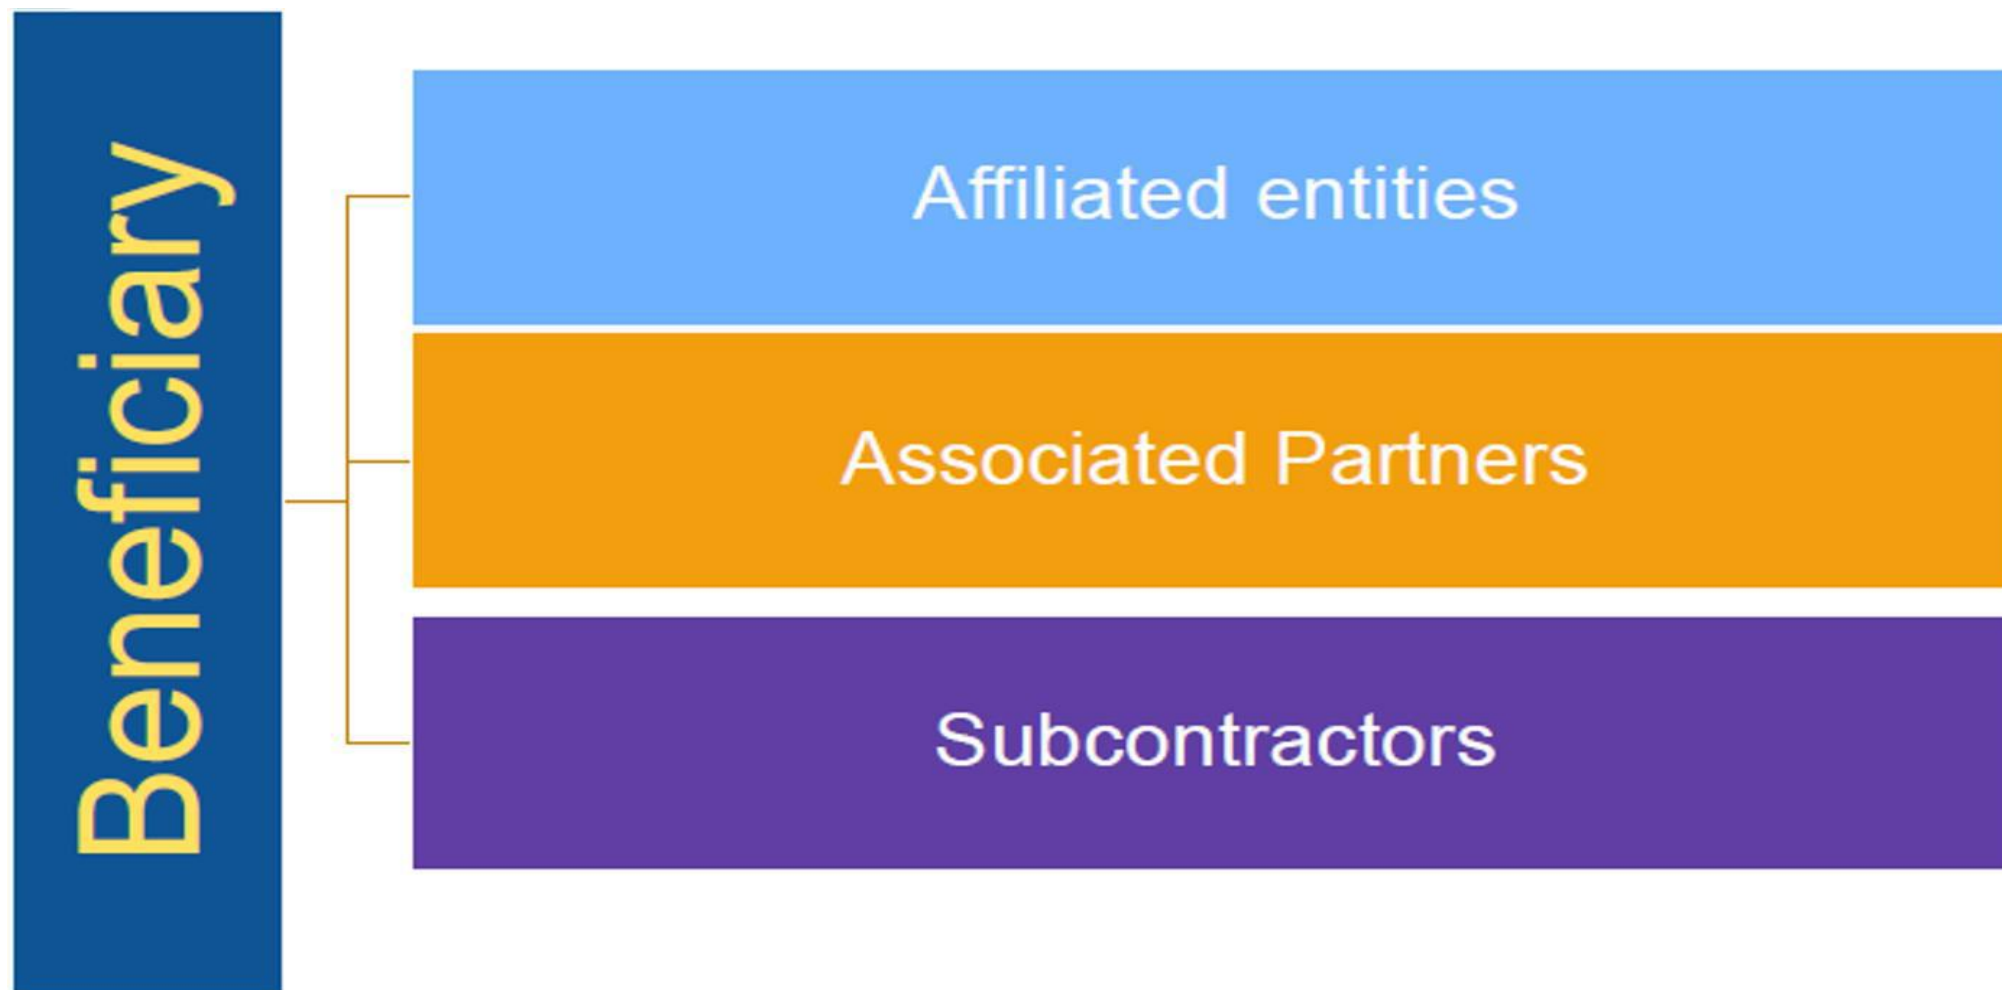 Beneficiary
Affiliated entities
Associated Partners
Subcontractors